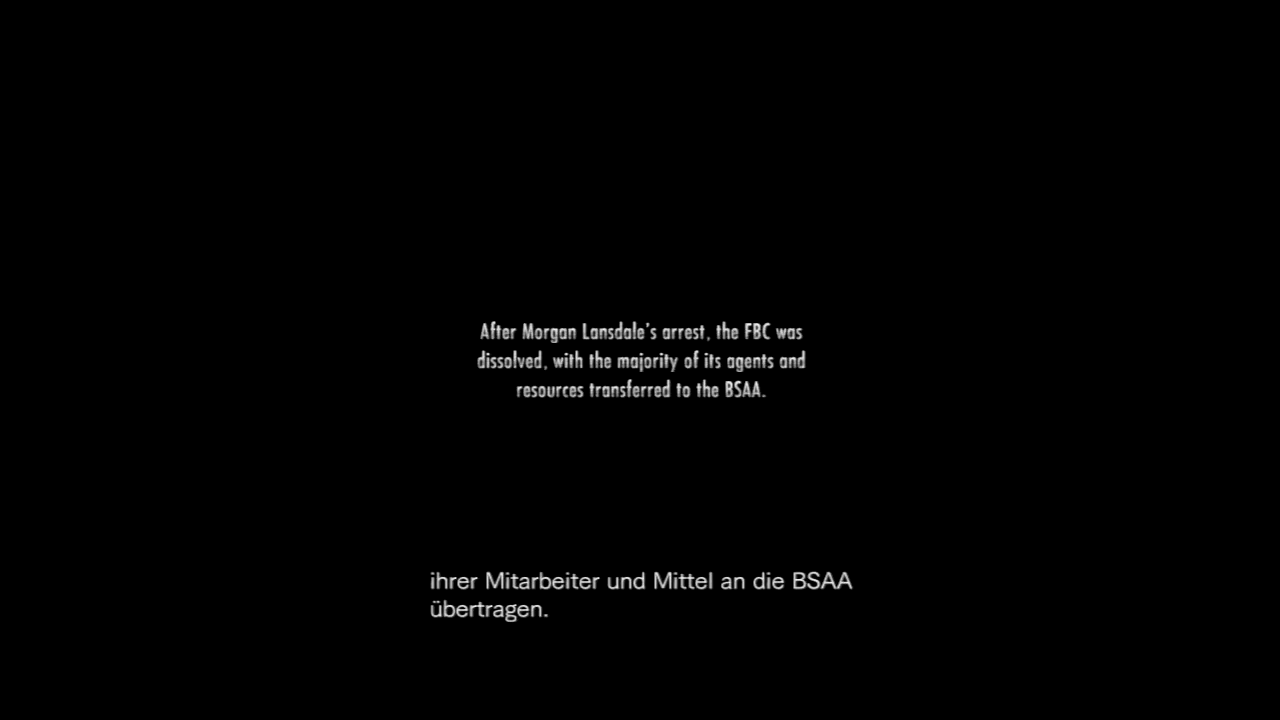 After Morgan Lansdale's arrest, the FBC was
dissolved, with the majority of its agents and
resources transferred to the BSAA.
ihrer Mitarbeiter und Mittel an die BSAA
übertragen.